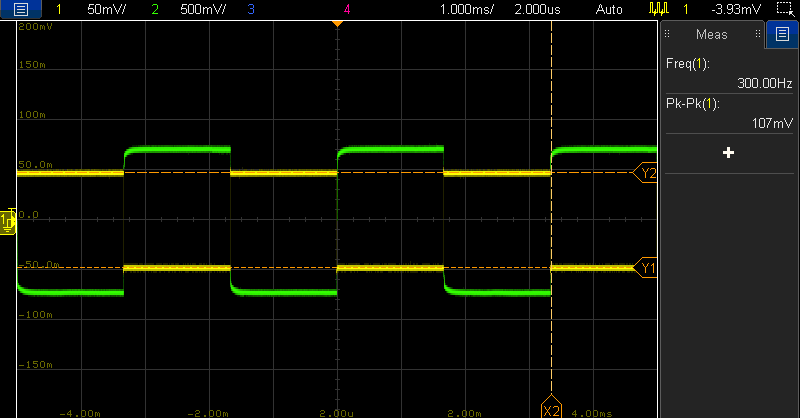 1 50mV/ 2 500mV/ 3 4 1.000ms/ 2.000us Auto 1 -3.93mV
200mV
150m
100m
50.0m
0.0
-50.0m
-100m
-150m
-4.00m -2.00m 2.00u 2.00m 4.00ms
1
T
Y2
Y1
X2
Meas
Freq(1):
300.00Hz
Pk-Pk(1):
107mV
+